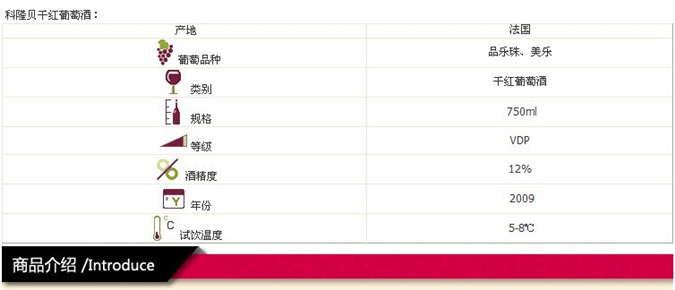 科隆贝干红葡萄酒：
产地 法国
葡萄品种 品乐珠、美乐
类别 干红葡萄酒
规格 750ml
等级 VDP
酒精度 12%
Y 年份 2009
°C 试饮温度 5-8℃
商品介绍 /Introduce